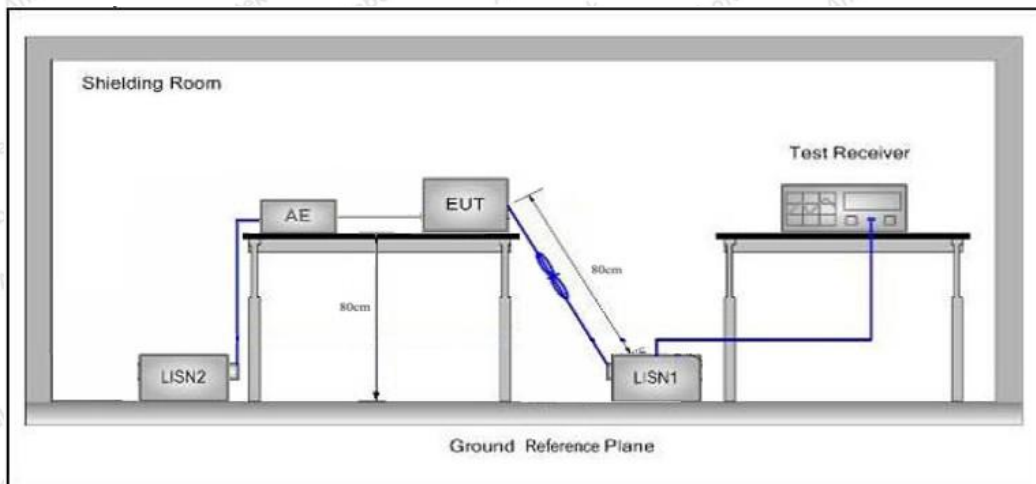 Shielding Room
Test Receiver
AE
EUT
80cm
80cm
LISN2
LISN1
Ground Reference Plane